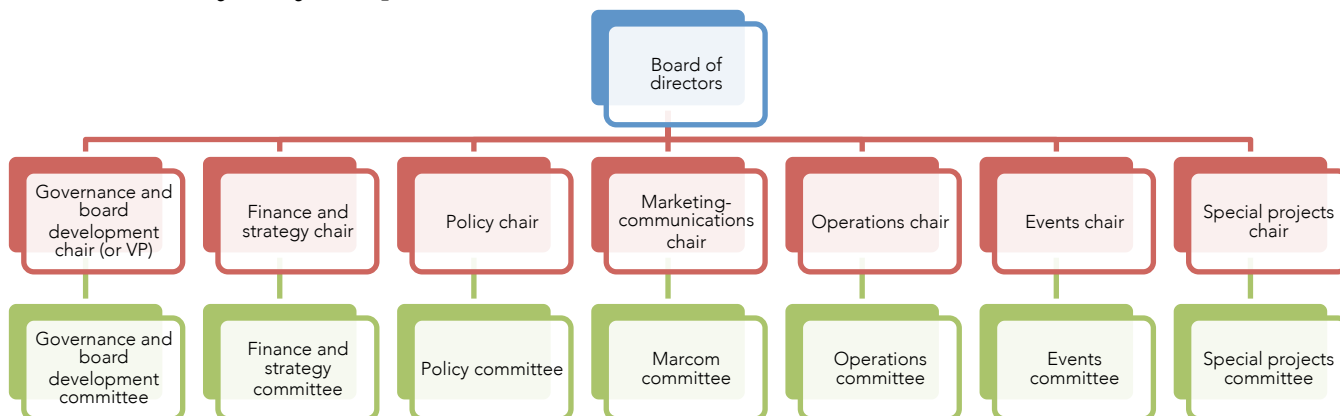 Board of
directors
Governance and
board
development
chair (or VP)
Finance and
strategy chair
Policy chair
Marketing-
communications
chair
Operations chair
Events chair
Special projects
chair
Governance and
board
development
committee
Finance and
strategy
committee
Policy committee
Marcom
committee
Operations
committee
Events
committee
Special projects
committee